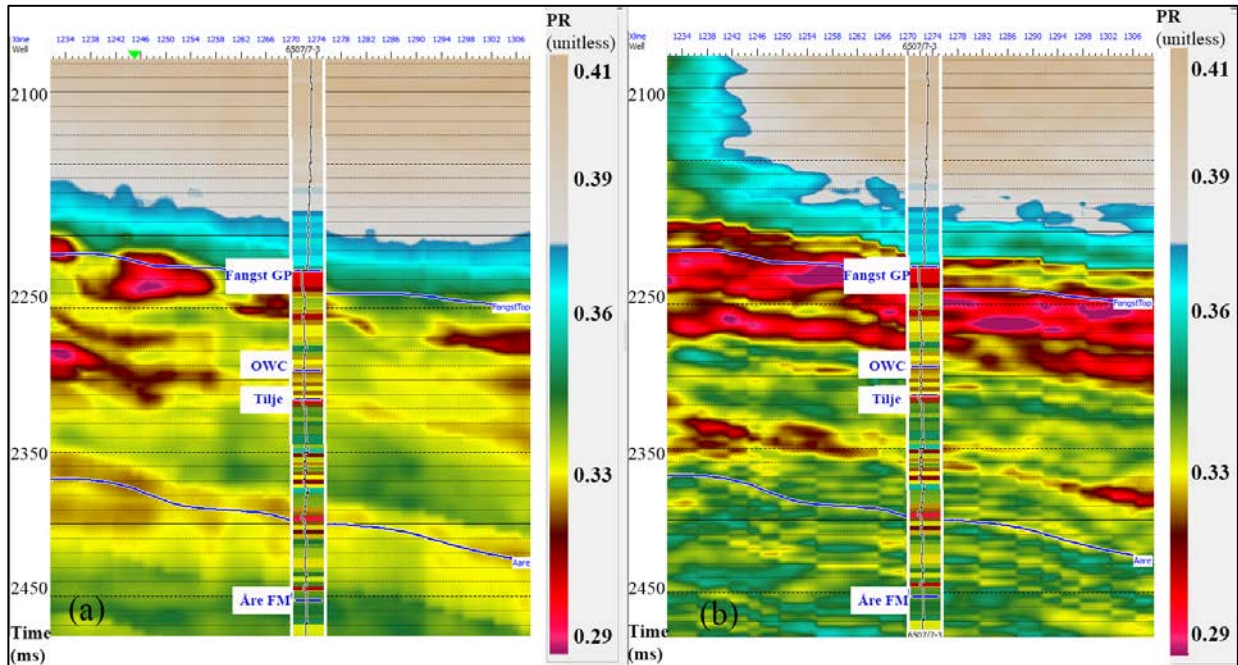 Xline 1234 1238 1242 1246 1250 1254 1258 1262 1266 1270 1274 1278 1282 1286 1290 1294 1298 1302 1306
Well 6507/7-3
PR
(unitless)
0.41
0.39
0.36
0.33
0.29
2100
2250
2350
2450
Time
(ms)
Fangst GP
OWC
Tilje
Åre FM
FangstTop
Aare
(a)
Xline 1234 1238 1242 1246 1250 1254 1258 1262 1266 1270 1274 1278 1282 1286 1290 1294 1298 1302 1306
Well 6507/7-3
PR
(unitless)
0.41
0.39
0.36
0.33
0.29
2100
2250
2350
2450
Time
(ms)
Fangst GP
OWC
Tilje
Åre FM
FangstTop
Aare
(b)
6507/7-3